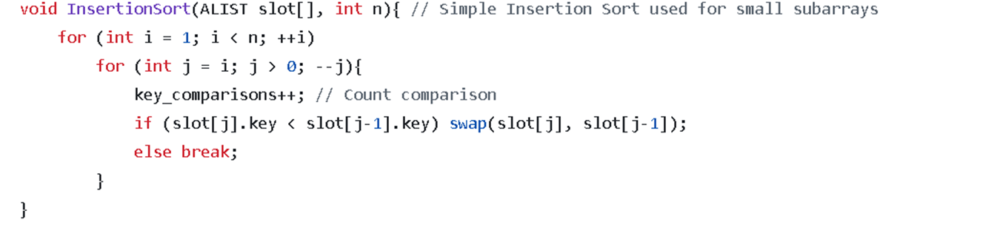 void InsertionSort(ALIST slot[], int n){ // Simple Insertion Sort used for small subarrays
    for (int i = 1; i < n; ++i)
        for (int j = i; j > 0; --j){
            key_comparisons++; // Count comparison
            if (slot[j].key < slot[j-1].key) swap(slot[j], slot[j-1]);
            else break;
        }
}